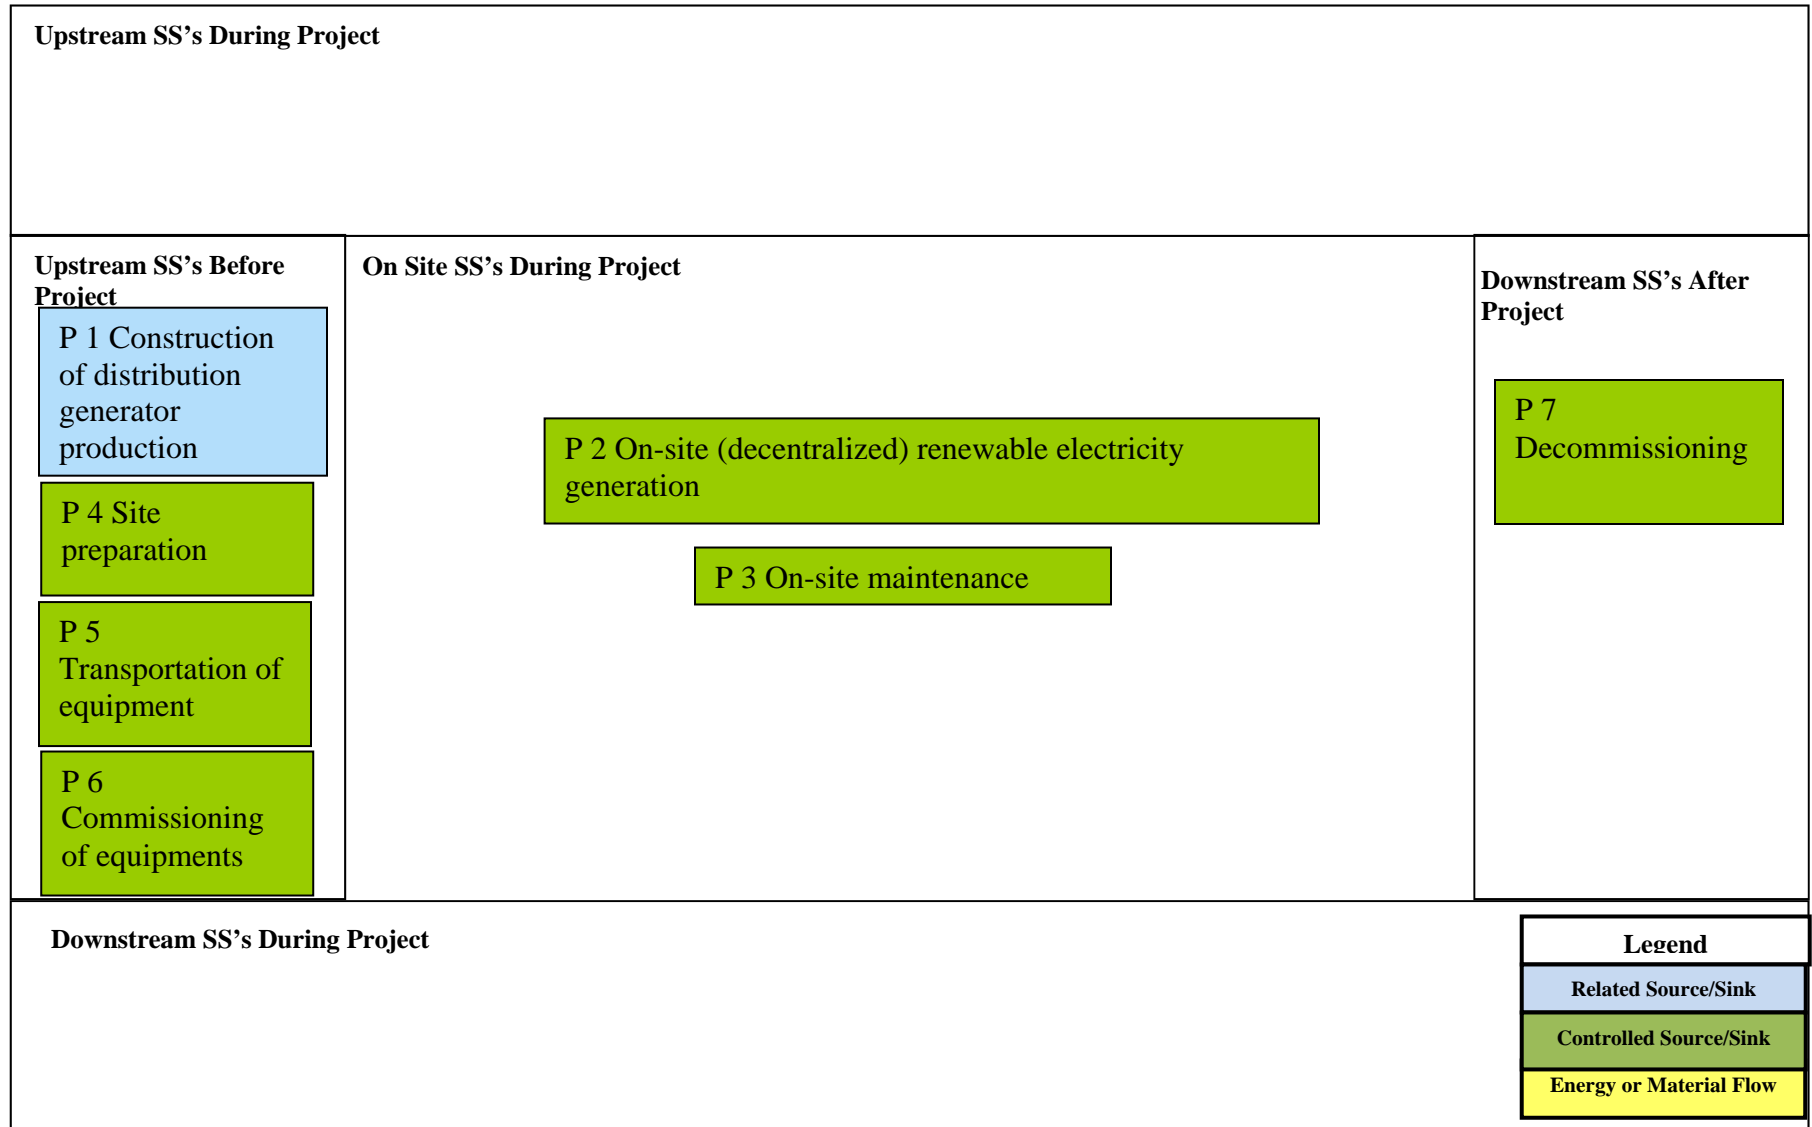 Upstream SS’s During Project
Upstream SS’s Before
Project
P 1 Construction
of distribution
generator
production
P 4 Site
preparation
P 5
Transportation of
equipment
P 6
Commissioning
of equipments
On Site SS’s During Project
P 2 On-site (decentralized) renewable electricity
generation
P 3 On-site maintenance
Downstream SS’s After
Project
P 7
Decommissioning
Downstream SS’s During Project
Legend
Related Source/Sink
Controlled Source/Sink
Energy or Material Flow